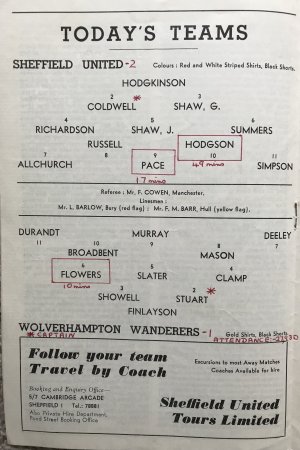 TODAY'S TEAMS
SHEFFIELD UNITED -2 Colours: Red and White Striped Shirts, Black Shorts.
HODGKINSON
2 * 3
COLDWELL SHAW, G.
4 5 6
RICHARDSON SHAW, J. SUMMERS
RUSSELL HODGSON
7 8 9 10 11
ALLCHURCH PACE 49 mins SIMPSON
17 mins
Referee: Mr. F. COWEN, Manchester.
Linesmen:
Mr. L. BARLOW, Bury (red flag): Mr. F. M. BARR, Hull (yellow flag).
DURANDT MURRAY DEELEY
11 10 9 8 7
BROADBENT MASON
6 5 4
FLOWERS SLATER CLAMP
10 mins 3 2
SHOWELL STUART *
FINLAYSON
WOLVERHAMPTON WANDERERS -1 Gold Shirts, Black Shorts.
* CAPTAIN ATTENDANCE
Follow your team
Travel by Coach
Excursions to most Away Matches
Coaches Available for hire
Booking and Enquiry Office—
5/7 CAMBRIDGE ARCADE
SHEFFIELD 1 Tel.: 78881
Also Private Hire Department,
Pond Street Booking Office
Sheffield United
Tours Limited